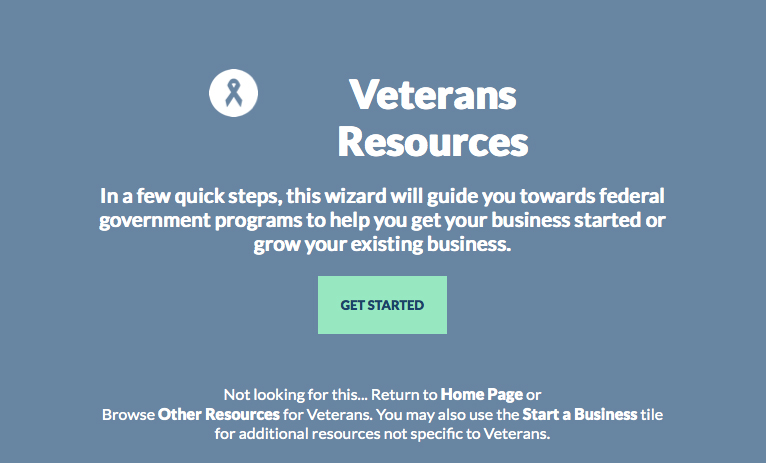 Veterans
Resources
In a few quick steps, this wizard will guide you towards federal
government programs to help you get your business started or
grow your existing business.
GET STARTED
Not looking for this... Return to Home Page or
Browse Other Resources for Veterans. You may also use the Start a Business tile
for additional resources not specific to Veterans.